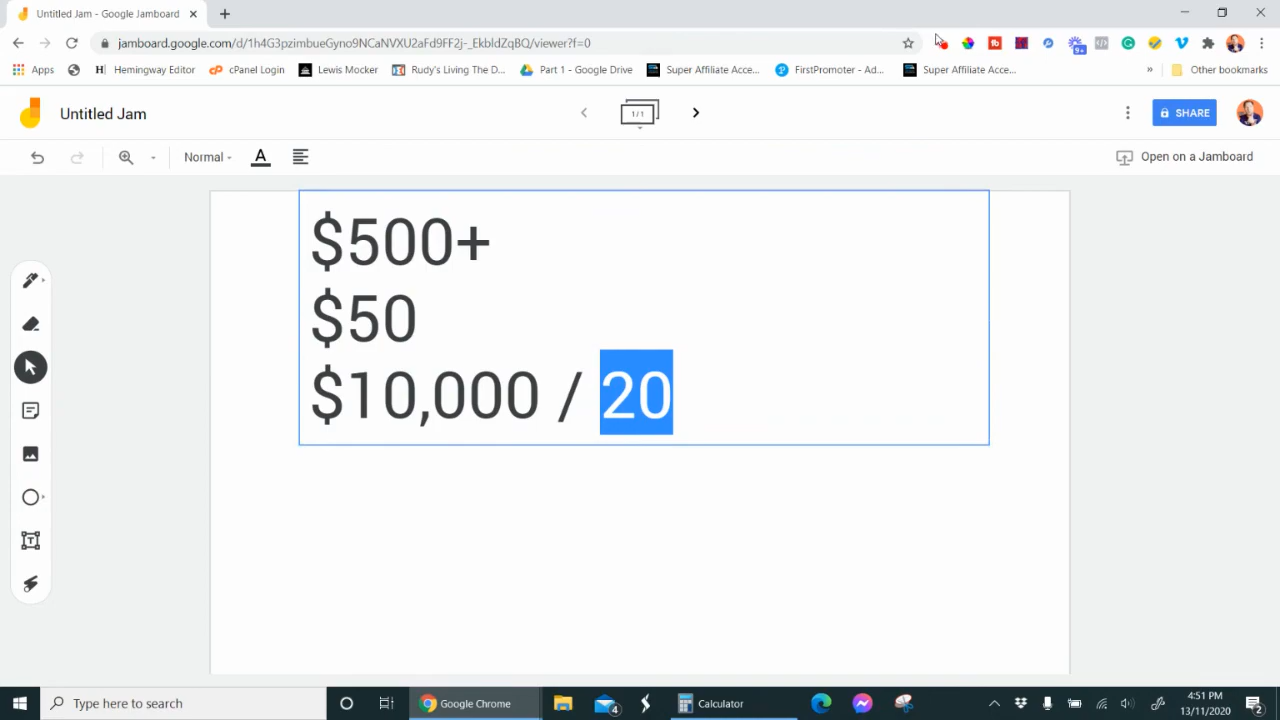 Untitled Jam - Google Jamboard
jamboard.google.com/d/1h4G3pzimbueGyno9NCaNVXU2aFd9FF2j-_EkbldZqBQ/viewer?f=0
9+
Apps
Hemingway Editor
cPanel Login
Lewis Mocker
Rudy's Living The D...
Part 1 - Google Drive
Super Affiliate Acce...
FirstPromoter - Ad...
Super Affiliate Acce...
Other bookmarks
Untitled Jam
1/1
SHARE
Normal
A
Open on a Jamboard
$500+
$50
$10,000 / 20
T
Type here to search
Google Chrome
4
Calculator
4:51 PM
13/11/2020
2